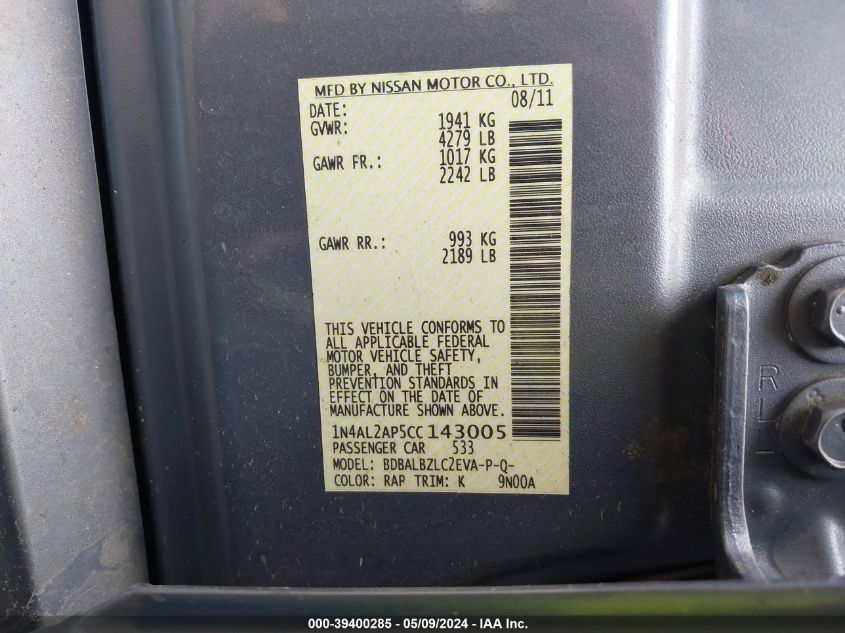 MFD BY NISSAN MOTOR CO., LTD.
DATE: 08/11
GVWR: 1941 KG
4279 LB
GAWR FR.: 1017 KG
2242 LB
GAWR RR.: 993 KG
2189 LB
THIS VEHICLE CONFORMS TO
ALL APPLICABLE FEDERAL
MOTOR VEHICLE SAFETY,
BUMPER, AND THEFT
PREVENTION STANDARDS IN
EFFECT ON THE DATE OF
MANUFACTURE SHOWN ABOVE.
1N4AL2AP5CC143005
PASSENGER CAR 533
MODEL: BDBALBZLC2EVA-P-Q-
COLOR: RAP TRIM: K 9N00A
000-39400285 - 05/09/2024 - IAA Inc.